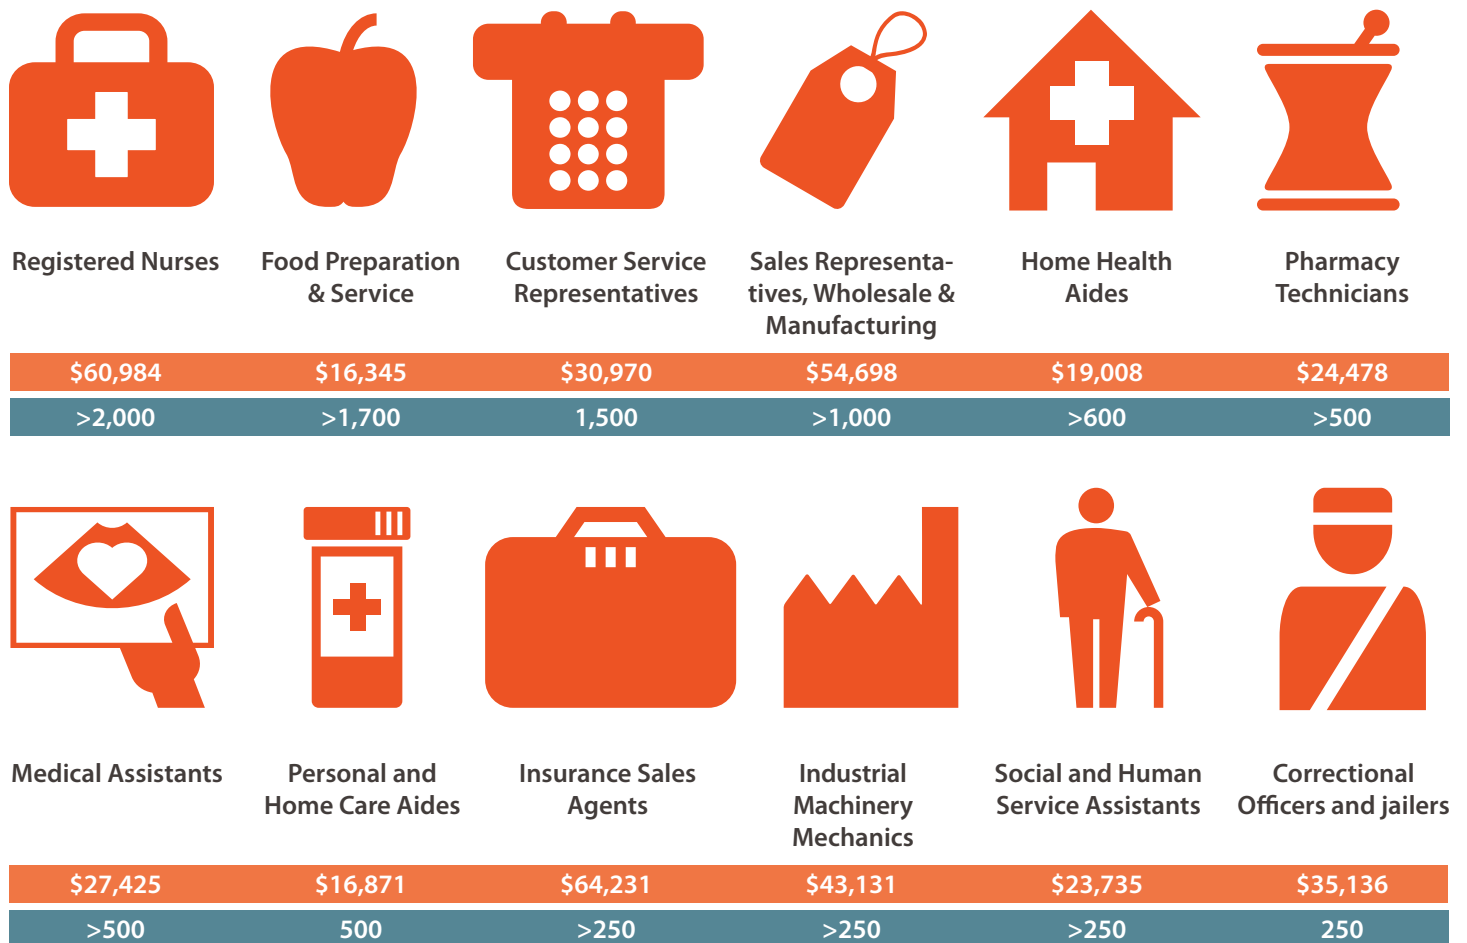 Registered Nurses
Food Preparation
& Service
Customer Service
Representatives
Sales Representa-
tives, Wholesale &
Manufacturing
Home Health
Aides
Pharmacy
Technicians
$60,984 $16,345 $30,970 $54,698 $19,008 $24,478
>2,000 >1,700 1,500 >1,000 >600 >500
Medical Assistants
Personal and
Home Care Aides
Insurance Sales
Agents
Industrial
Machinery
Mechanics
Social and Human
Service Assistants
Correctional
Officers and jailers
$27,425 $16,871 $64,231 $43,131 $23,735 $35,136
>500 500 >250 >250 >250 250